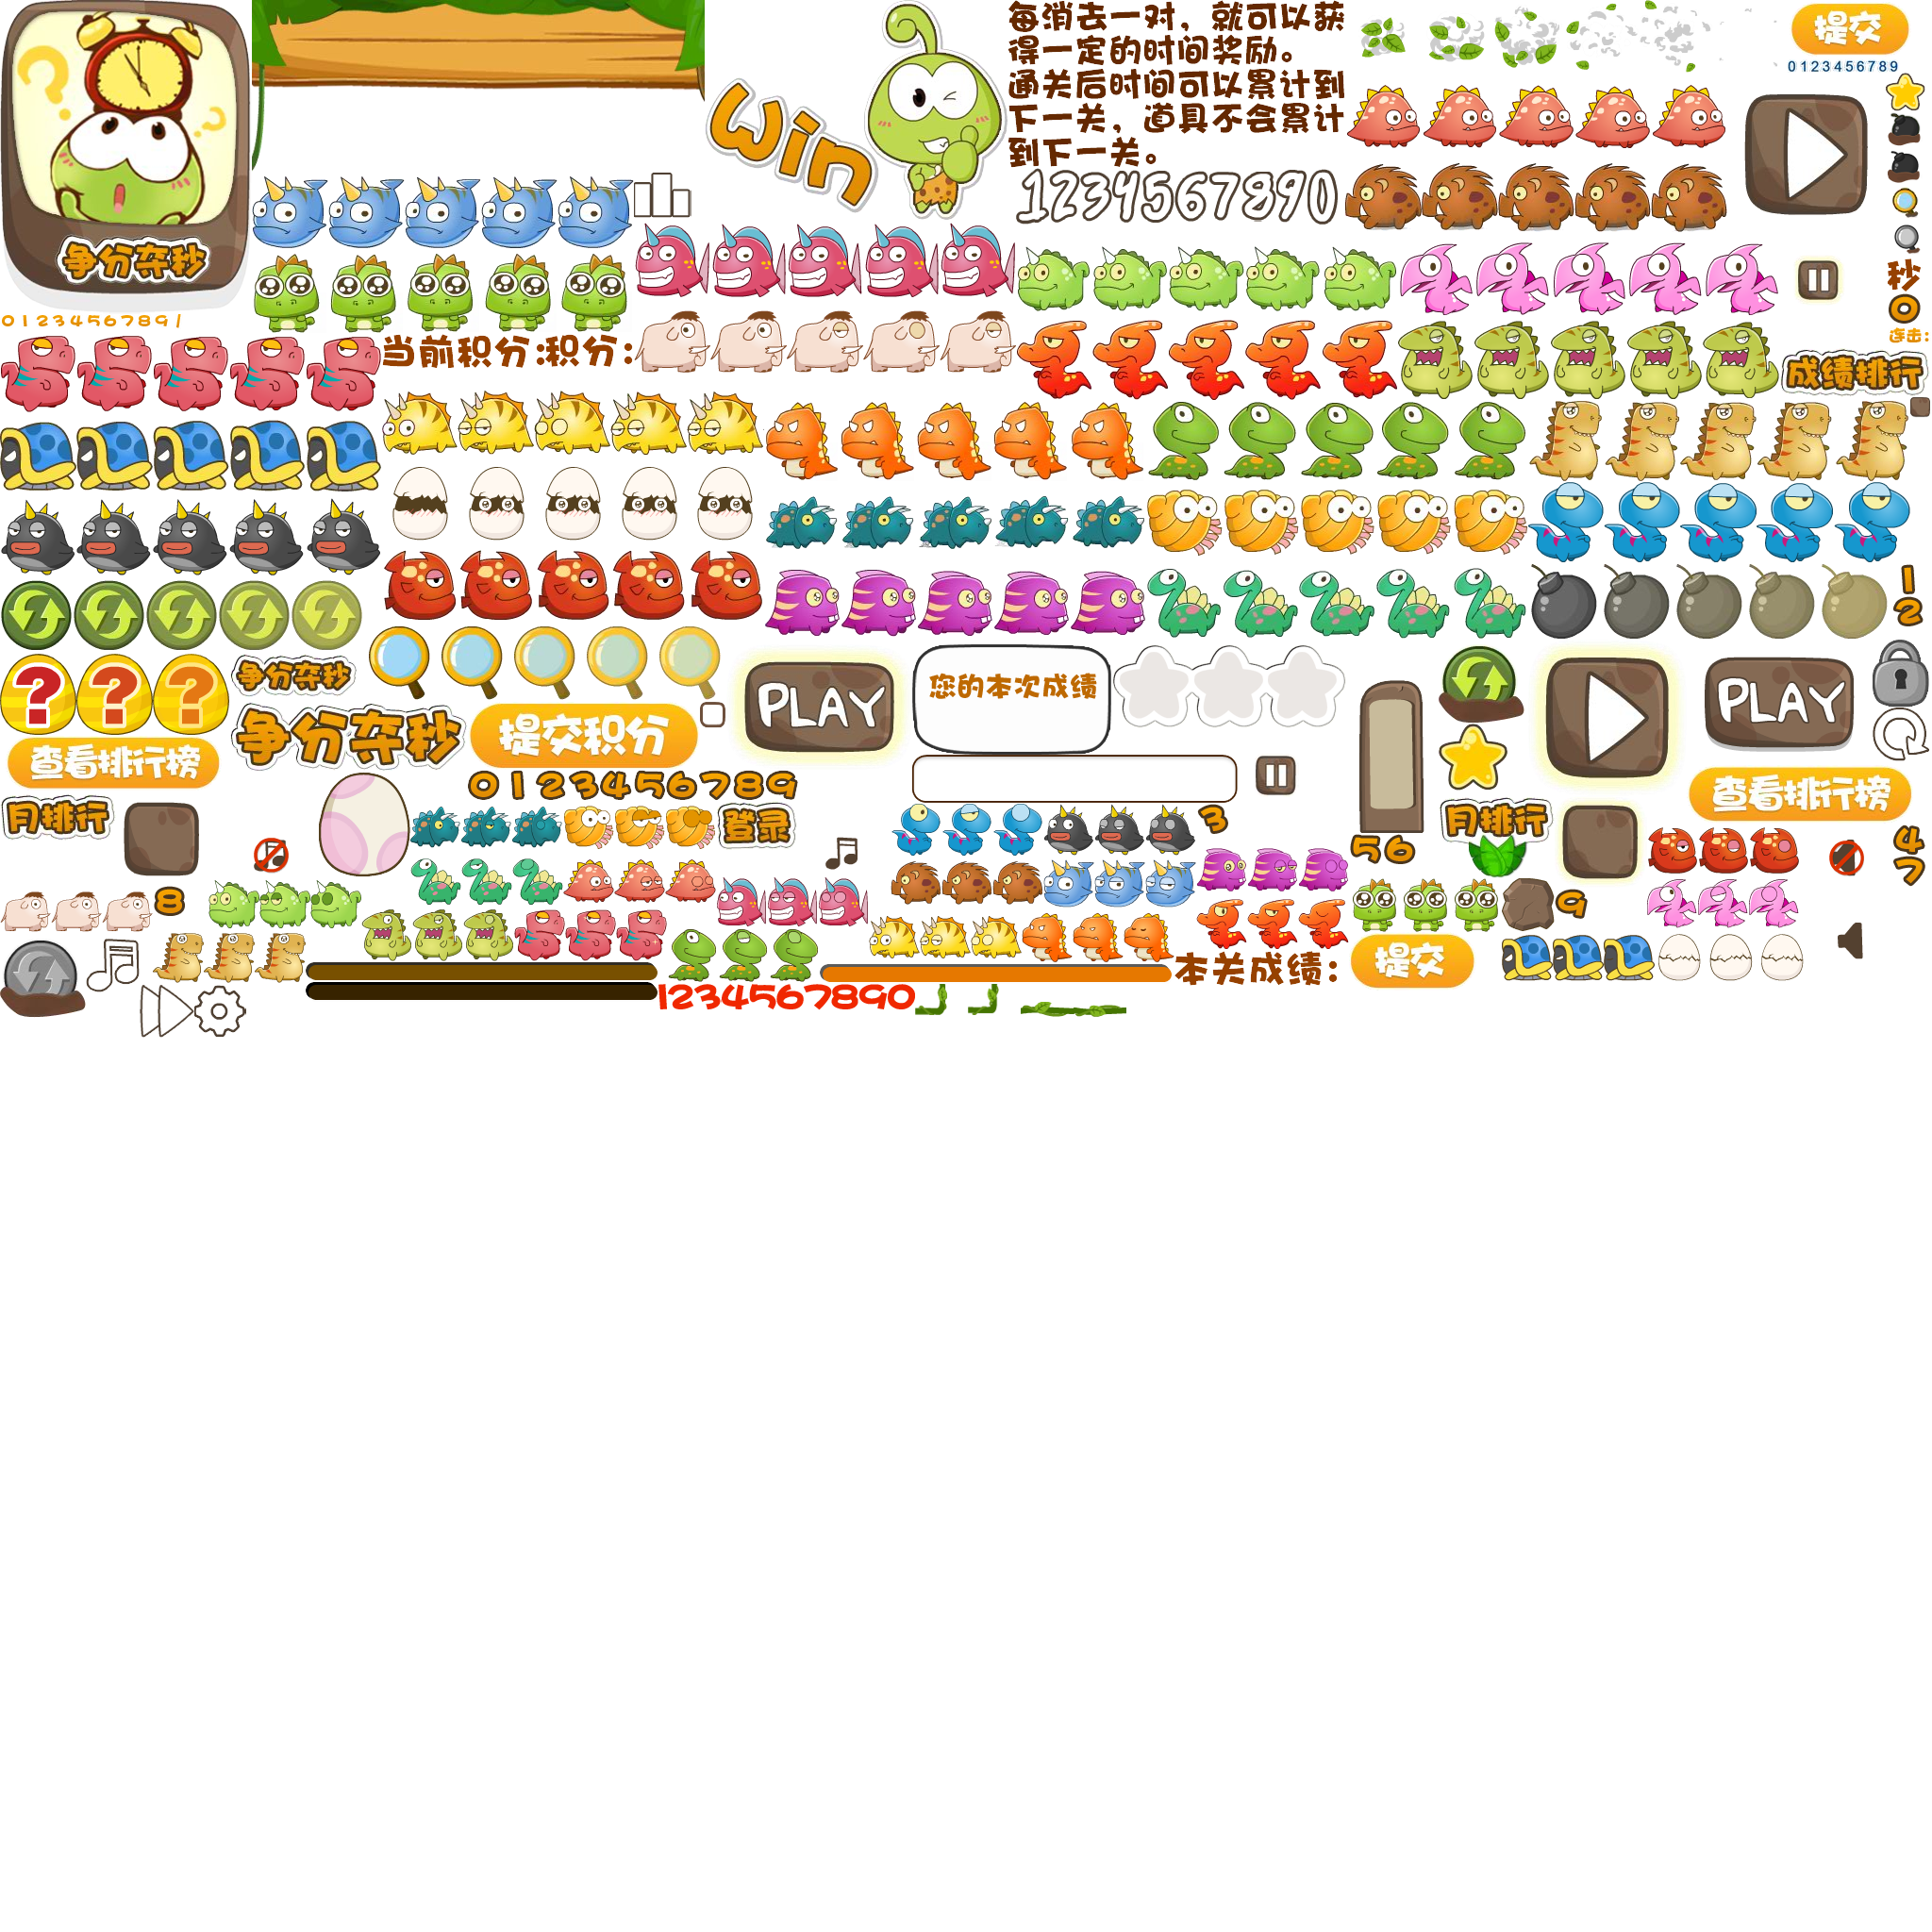 每消去一对，就可以获
得一定的时间奖励。
通关后时间可以累计到
下一关，道具不会累计
到下一关。
提交
0123456789
win
1234567890
争分夺秒
秒
0
0123456789/
连击:
当前积分:积分:
成绩排行
1
2
争分夺秒
您的本次成绩
PLAY
PLAY
争分夺秒
提交积分
查看排行榜
0123456789
查看排行榜
月排行
登录
3
月排行
56
4
7
8
9
本关成绩:
提交
1234567890